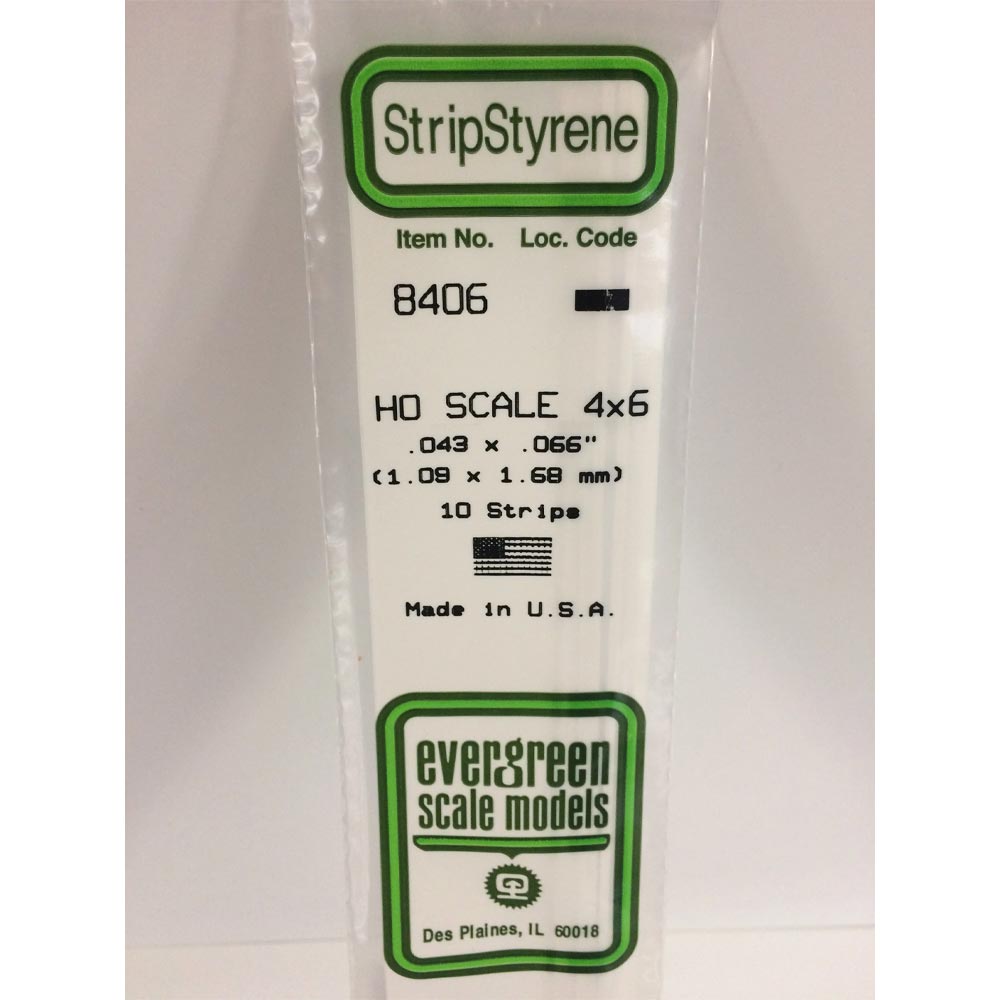 StripStyrene
Item No. Loc. Code
8406
HO SCALE 4x6
.043 x .066"
(1.09 x 1.68 mm)
10 Strips
Made in U.S.A.
evergreen
scale models
Des Plaines, IL 60018